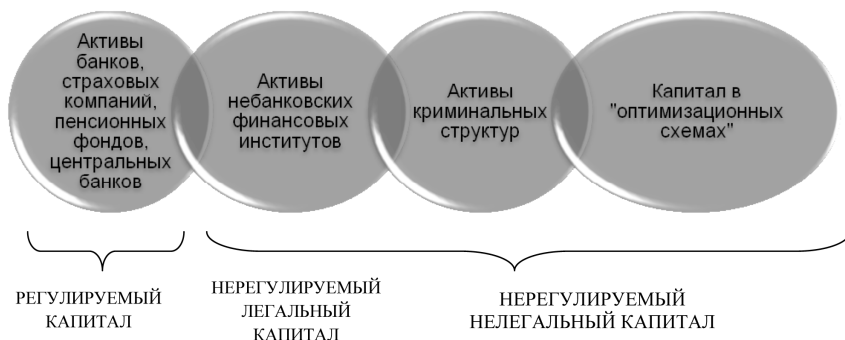 Активы
банков,
страховых
компаний,
пенсионных
фондов,
центральных
банков
Активы
небанковских
финансовых
институтов
Активы
криминальных
структур
Капитал в
"оптимизационных
схемах"
РЕГУЛИРУЕМЫЙ
КАПИТАЛ
НЕРЕГУЛИРУЕМЫЙ
ЛЕГАЛЬНЫЙ
КАПИТАЛ
НЕРЕГУЛИРУЕМЫЙ
НЕЛЕГАЛЬНЫЙ КАПИТАЛ